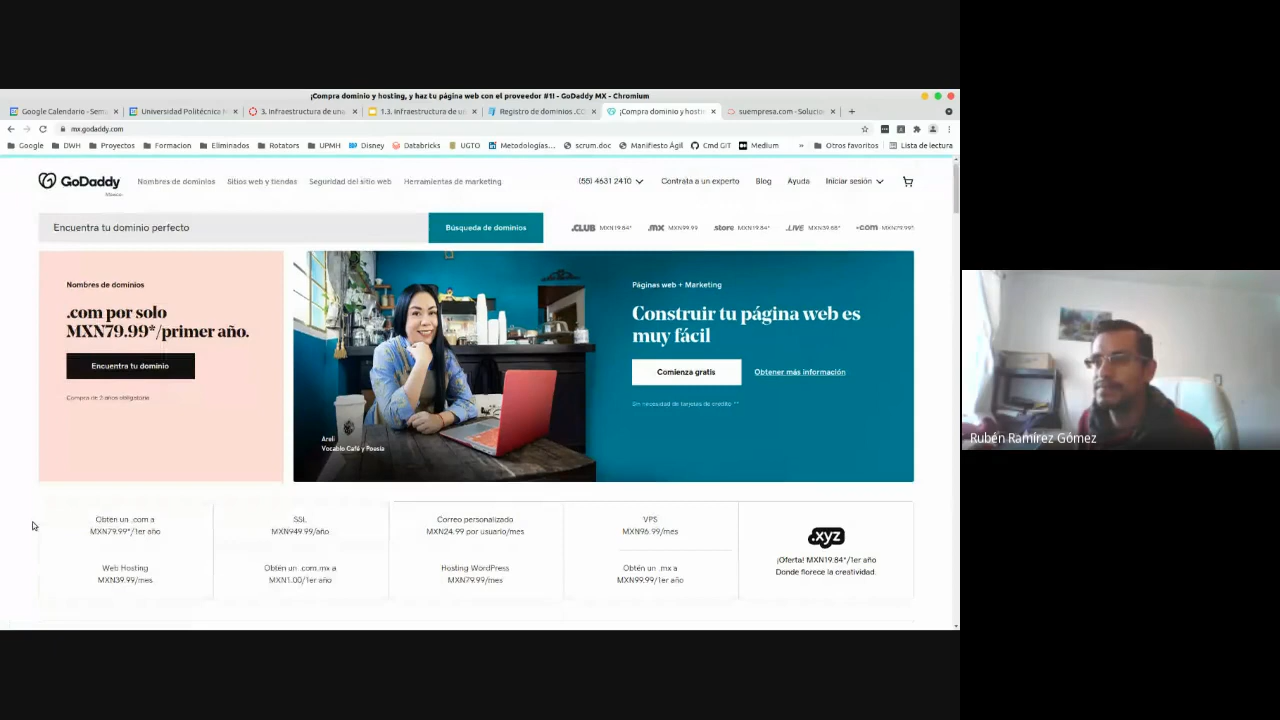 ¡Compra dominio y hosting, y haz tu página web con el proveedor #1! - GoDaddy MX - Chromium
Google Calendario - Sem
Universidad Politécnica
3. Infraestructura de una
1.3. Infraestructura de u
Registro de dominios .CO
¡Compra dominio y hosti
suempresa.com - Solucio
mx.godaddy.com
Google
DWH
Proyectos
Formacion
Eliminados
Rotators
UPMH
Disney
Databricks
UGTO
Metodologías...
scrum.doc
Manifiesto Ágil
Cmd GIT
Medium
»
Otros favoritos
Lista de lectura
GoDaddy
México
Nombres de dominios
Sitios web y tiendas
Seguridad del sitio web
Herramientas de marketing
(55) 4631 2410
Contrata a un experto
Blog
Ayuda
Iniciar sesión
Encuentra tu dominio perfecto
Búsqueda de dominios
.CLUB MXN19.84*
.mx MXN99.99
store MXN19.84*
.LIVE MXN39.68*
.com MXN79.99*
Nombres de dominios
.com por solo
MXN79.99*/primer año.
Encuentra tu dominio
Compra de 2 años obligatoria
Areli
Vocablo Café y Poesía
Páginas web + Marketing
Construir tu página web es
muy fácil
Comienza gratis
Obtener más información
Sin necesidad de tarjetas de crédito **
Obten un .com a
MXN79.99*/1er año
SSL
MXN949.99/año
Correo personalizado
MXN24.99 por usuario/mes
VPS
MXN96.99/mes
.xyz
¡Oferta! MXN19.84*/1er año
Donde florece la creatividad.
Web Hosting
MXN39.99/mes
Obtén un .com.mx a
MXN1.00/1er año
Hosting WordPress
MXN79.99/mes
Obtén un .mx a
MXN99.99/1er año
Rubén Ramírez Gómez